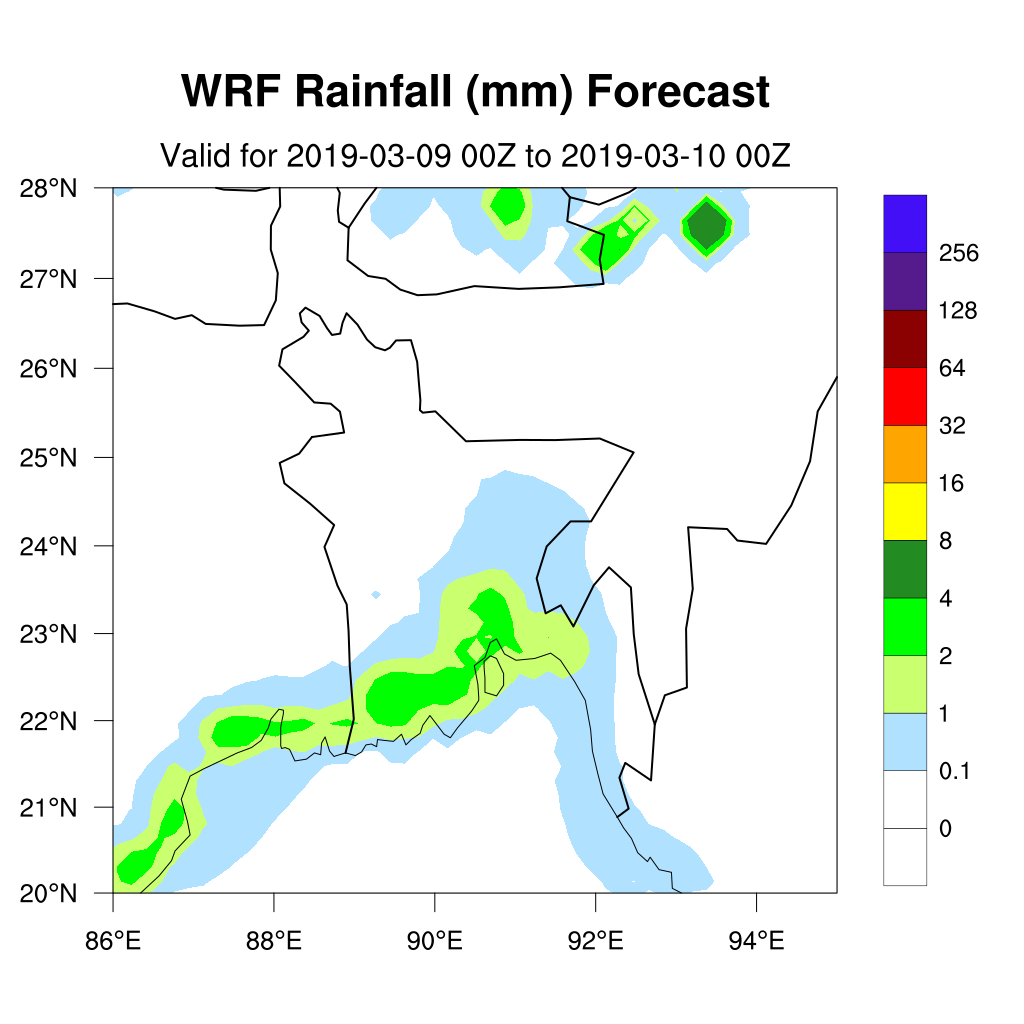 WRF Rainfall (mm) Forecast
Valid for 2019-03-09 00Z to 2019-03-10 00Z
28°N
27°N
26°N
25°N
24°N
23°N
22°N
21°N
20°N
86°E 88°E 90°E 92°E 94°E
256
128
64
32
16
8
4
2
1
0.1
0